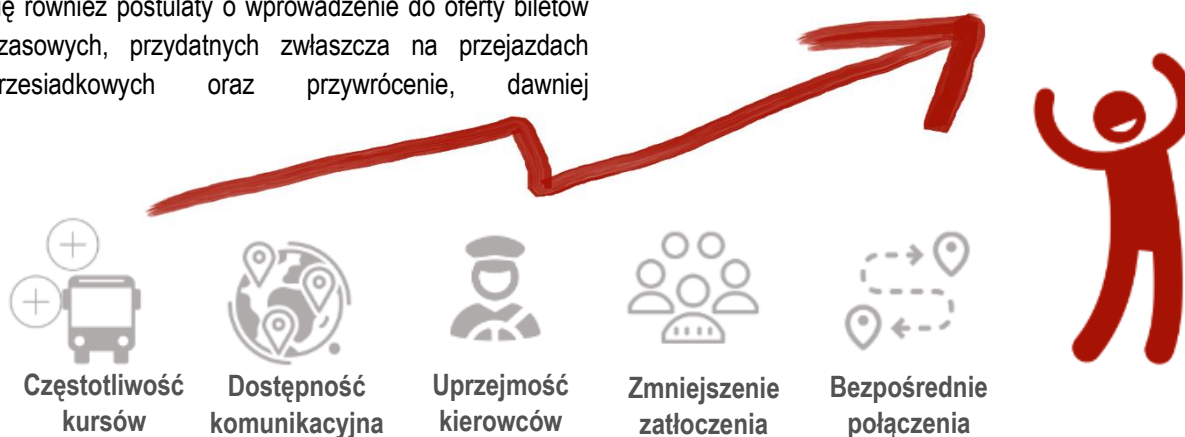 ę również postulaty o wprowadzenie do oferty biletów
zasowych, przydatnych zwłaszcza na przejazdach
rzesiadkowych oraz przywrócenie, dawniej
Częstotliwość
kursów
Dostępność
komunikacyjna
Uprzejmość
kierowców
Zmniejszenie
zatłoczenia
Bezpośrednie
połączenia